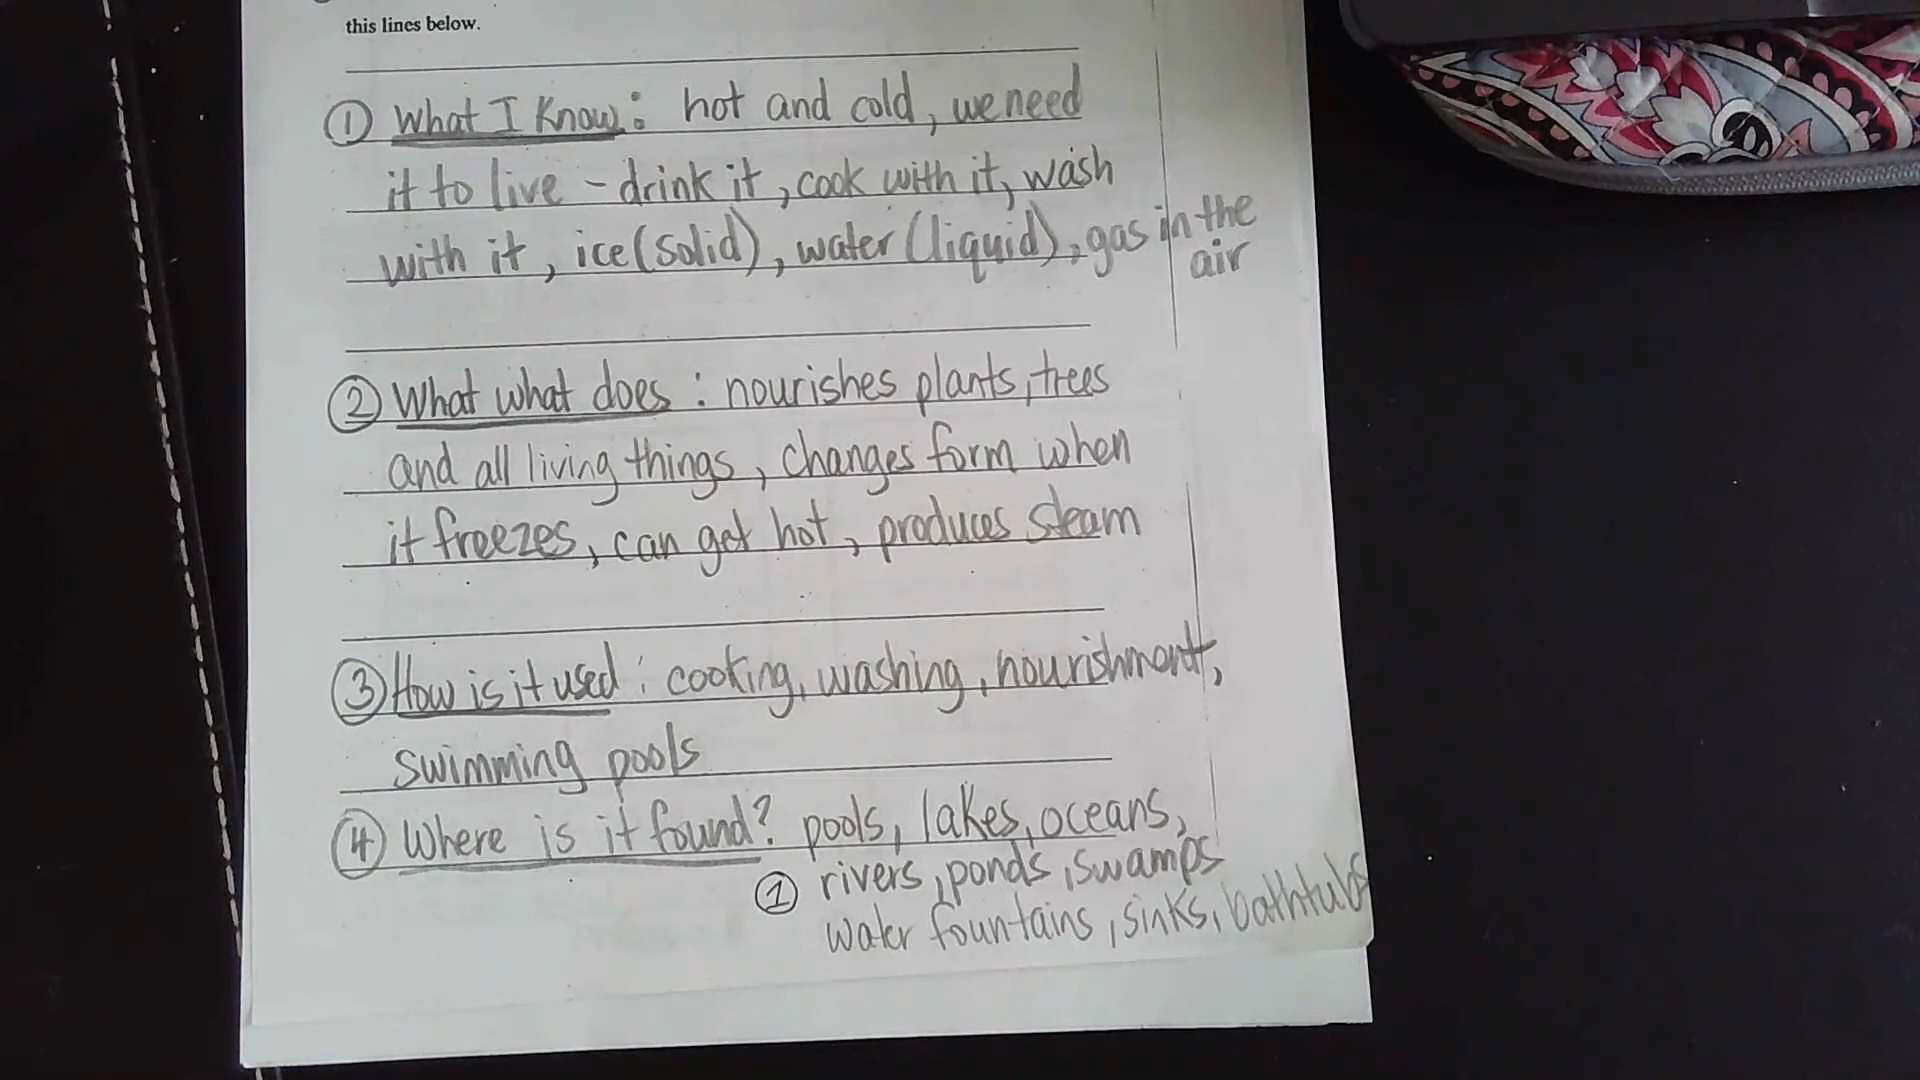 this lines below.
① What I Know: hot and cold, we need
it to live - drink it, cook with it, wash
with it, ice (solid), water (liquid), gas in the
air
② What what does: nourishes plants, trees
and all living things, changes form when
it freezes, can get hot, produces steam
③ How is it used: cooking, washing, nourishment,
swimming pools
④ Where is it found? pools, lakes, oceans,
① rivers, ponds, swamps
water fountains, sinks, bathtubs